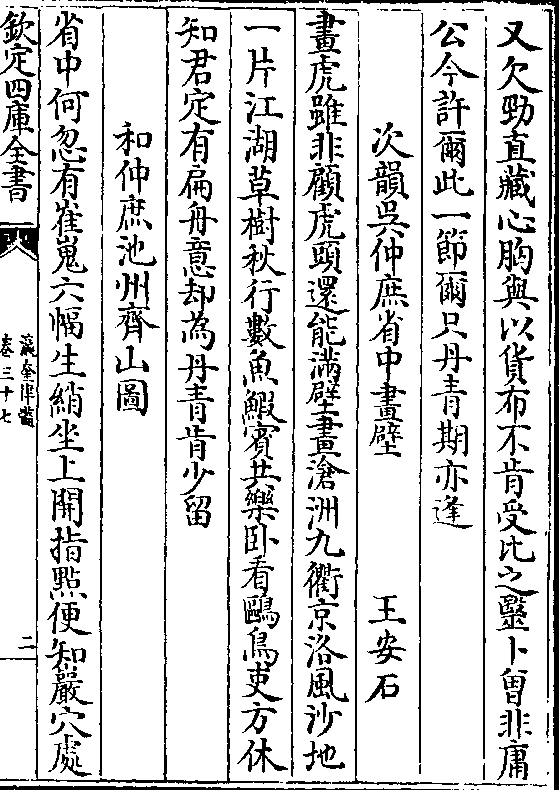 又欠勁直藏心胸與以貨布不肯受比之毉卜曾非庸
公今許爾此一節爾只丹青期亦逢
次韻吳仲庶省中畫壁 王安石
畫虎雖非顧虎頭還能滿壁畫滄洲九衢京洛風沙地
一片江湖草樹秋行數魚鰕賓共樂卧看鷗鳥吏方休
知君定有扁舟意却為丹青肯少留
和仲庶池州齊山圖
省中何忽有崔嵬六幅生綃坐上開指點便知巖穴處
欽定四庫全書
卷三十七
二